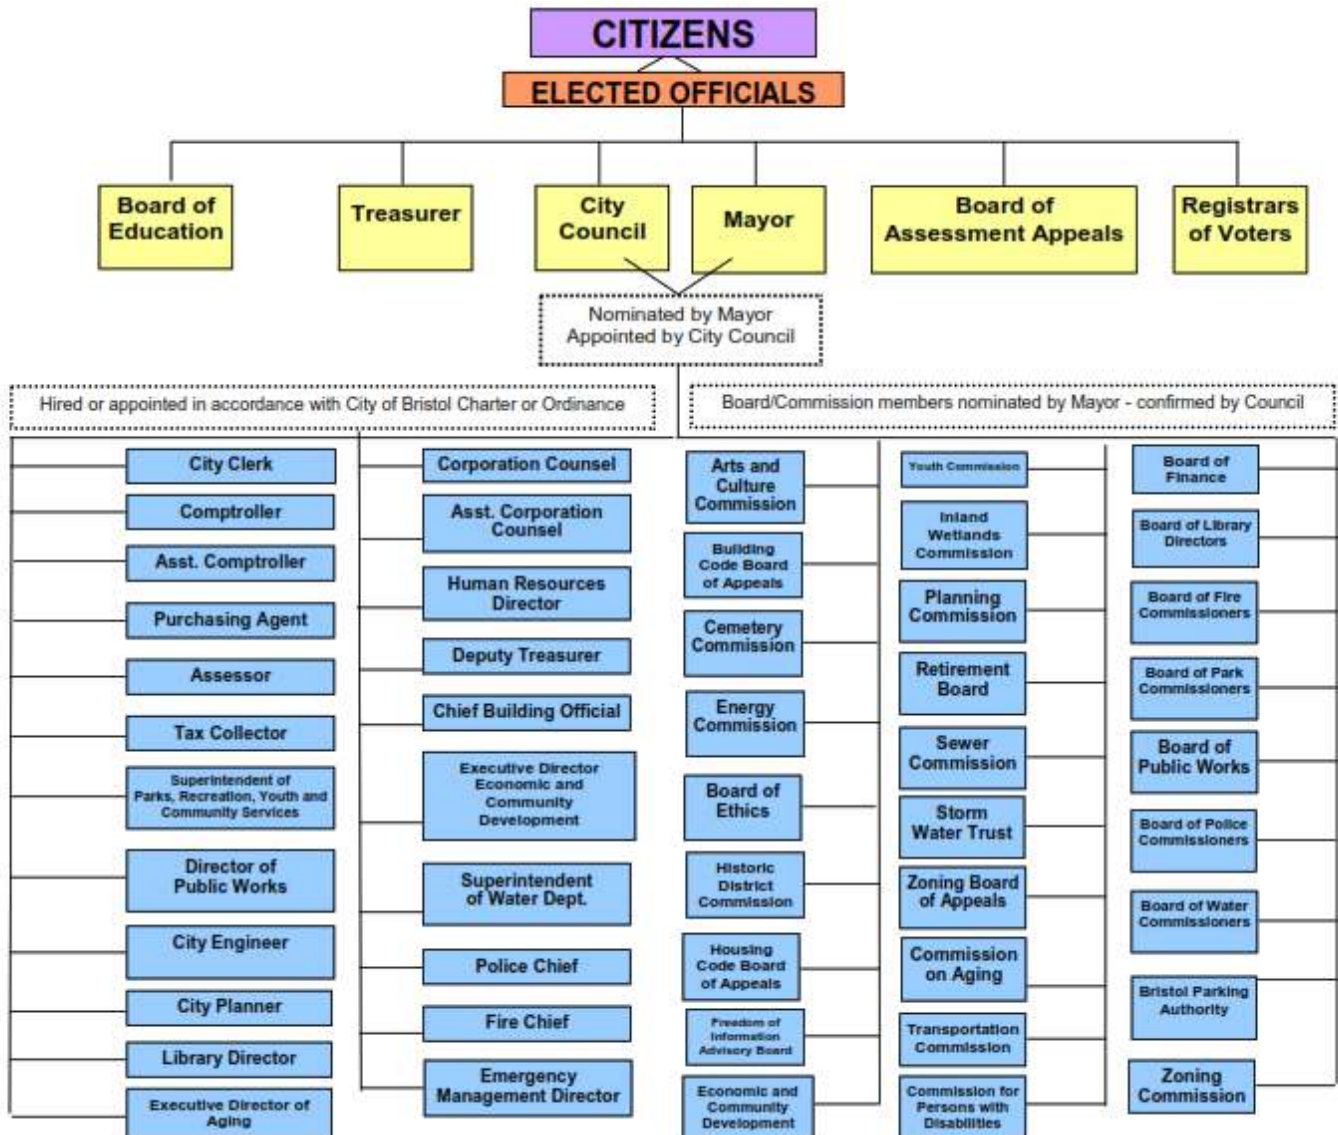 CITIZENS
ELECTED OFFICIALS
Board of
Education
Treasurer
City
Council
Mayor
Board of
Assessment Appeals
Registrars
of Voters
Nominated by Mayor
Appointed by City Council
Hired or appointed in accordance with City of Bristol Charter or Ordinance
City Clerk
Comptroller
Asst. Comptroller
Purchasing Agent
Assessor
Tax Collector
Superintendent of
Parks, Recreation, Youth and
Community Services
Director of
Public Works
City Engineer
City Planner
Library Director
Executive Director of
Aging
Corporation Counsel
Asst. Corporation
Counsel
Human Resources
Director
Deputy Treasurer
Chief Building Official
Executive Director
Economic and
Community
Development
Superintendent
of Water Dept.
Police Chief
Fire Chief
Emergency
Management Director
Board/Commission members nominated by Mayor - confirmed by Council
Arts and
Culture
Commission
Building
Code Board
of Appeals
Cemetery
Commission
Energy
Commission
Board of
Ethics
Historic
District
Commission
Housing
Code Board
of Appeals
Freedom of
Information
Advisory Board
Economic and
Community
Development
Youth Commission
Inland
Wetlands
Commission
Planning
Commission
Retirement
Board
Sewer
Commission
Storm
Water Trust
Zoning Board
of Appeals
Commission
on Aging
Transportation
Commission
Commission for
Persons with
Disabilities
Board of
Finance
Board of Library
Directors
Board of Fire
Commissioners
Board of Park
Commissioners
Board of
Public Works
Board of Police
Commissioners
Board of Water
Commissioners
Bristol Parking
Authority
Zoning
Commission